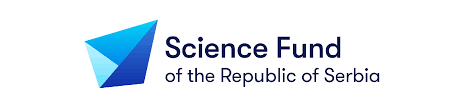 Science Fund
of the Republic of Serbia